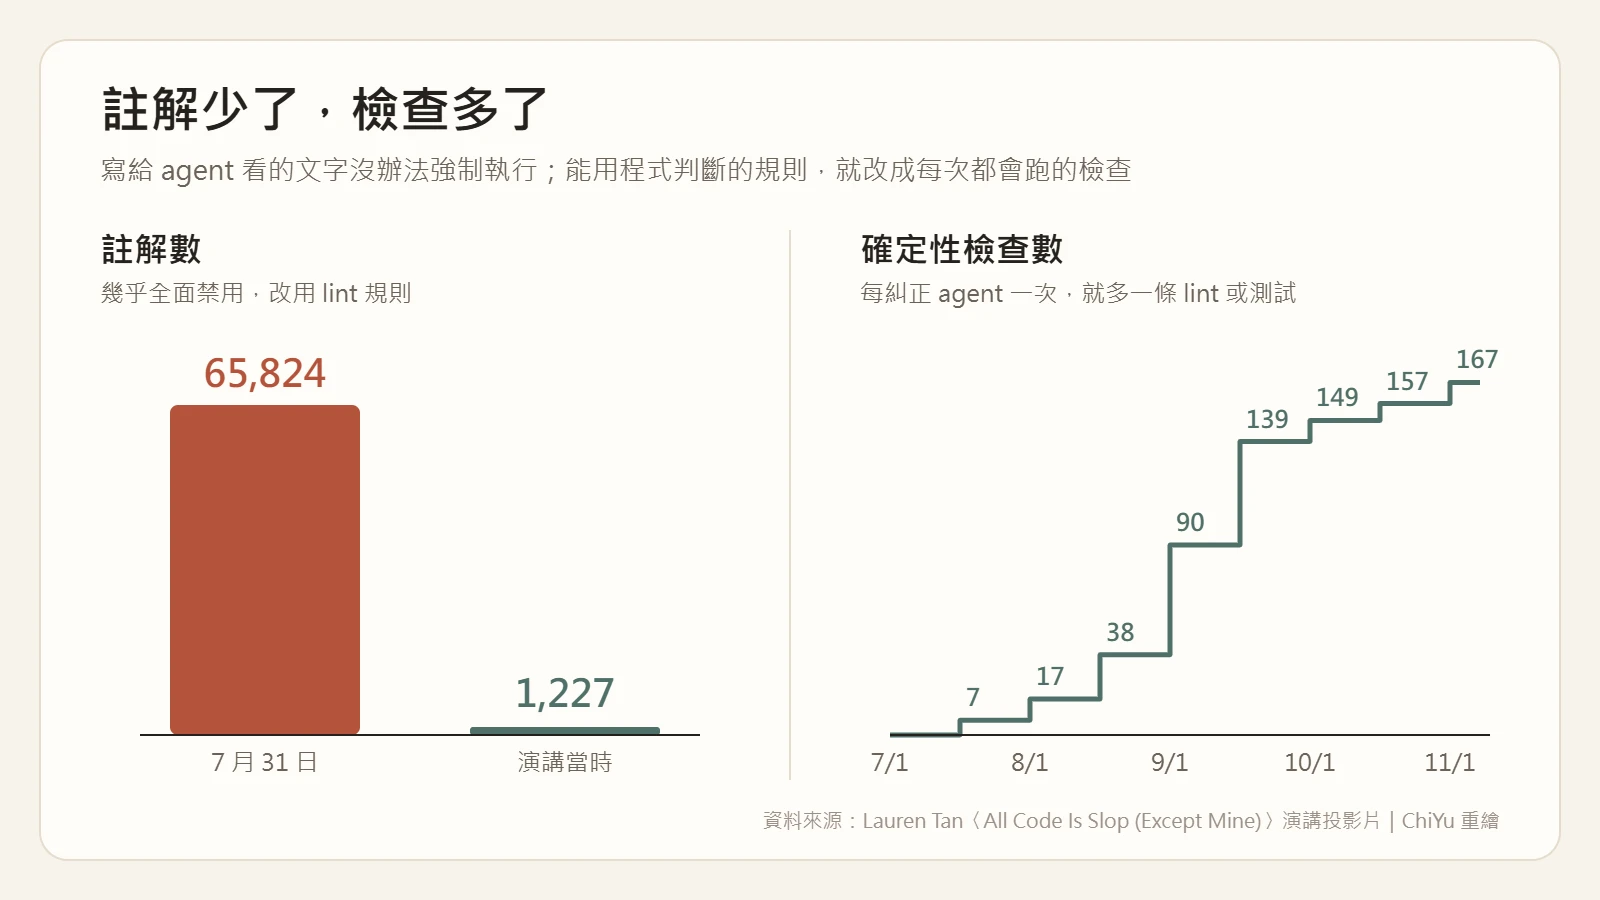 註解少了，檢查多了
寫給 agent 看的文字沒辦法強制執行；能用程式判斷的規則，就改成每次都會跑的檢查
註解數
幾乎全面禁用，改用 lint 規則
65,824
1,227
7 月 31 日
演講當時
確定性檢查數
每糾正 agent 一次，就多一條 lint 或測試
7
17
38
90
139
149
157
167
7/1
8/1
9/1
10/1
11/1
資料來源：Lauren Tan〈All Code Is Slop (Except Mine)〉演講投影片｜ChiYu 重繪